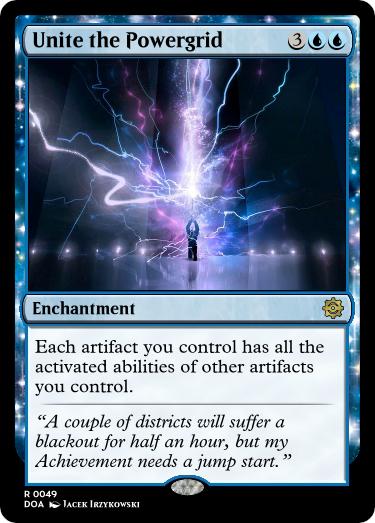 Unite the Powergrid 3
Enchantment
Each artifact you control has all the
activated abilities of other artifacts
you control.
“A couple of districts will suffer a
blackout for half an hour, but my
Achievement needs a jump start.”
R 0049
DOA Jacek Irzykowski